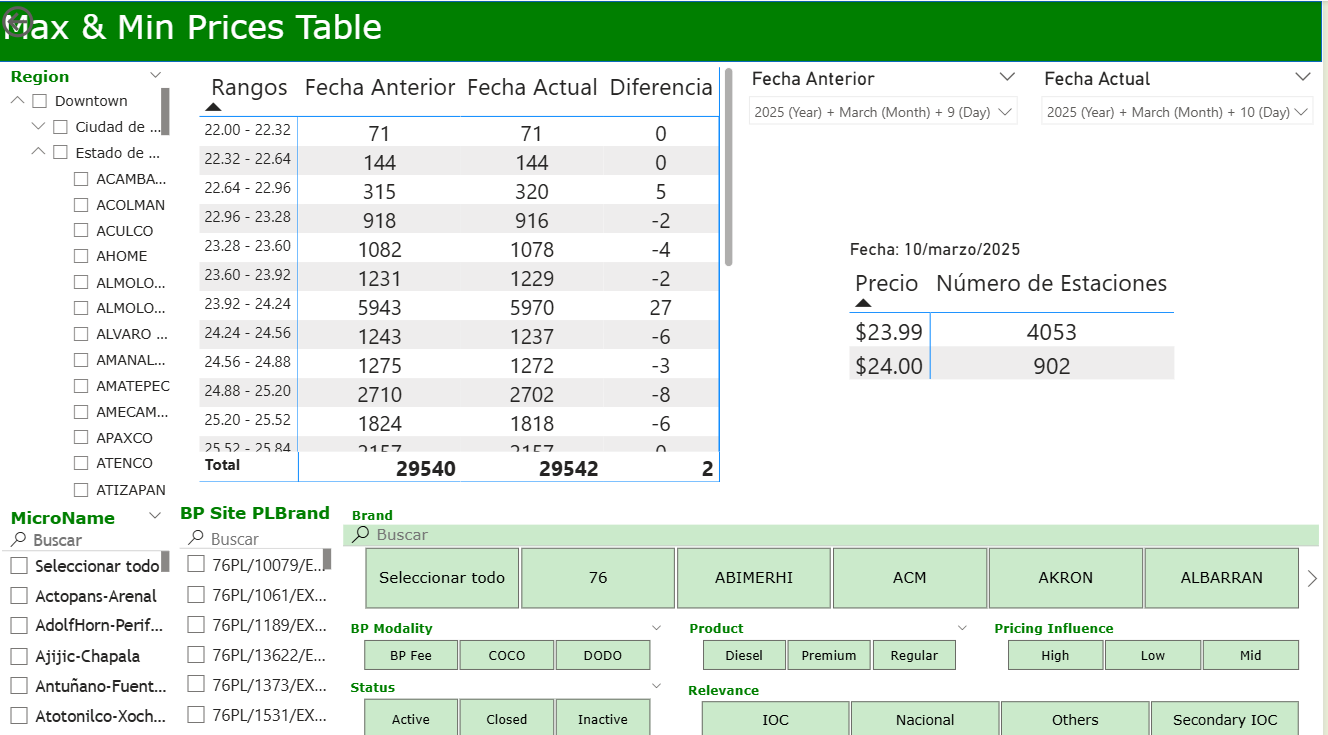 Max & Min Prices Table
Region
Downtown
Ciudad de ...
Estado de ...
ACAMBA...
ACOLMAN
ACULCO
AHOME
ALMOLO...
ALMOLO...
ALVARO ...
AMANAL...
AMATEPEC
AMECAM...
APAXCO
ATENCO
ATIZAPAN
Rangos Fecha Anterior Fecha Actual Diferencia
22.00 - 22.32 71 71 0
22.32 - 22.64 144 144 0
22.64 - 22.96 315 320 5
22.96 - 23.28 918 916 -2
23.28 - 23.60 1082 1078 -4
23.60 - 23.92 1231 1229 -2
23.92 - 24.24 5943 5970 27
24.24 - 24.56 1243 1237 -6
24.56 - 24.88 1275 1272 -3
24.88 - 25.20 2710 2702 -8
25.20 - 25.52 1824 1818 -6
25.52 - 25.84 2157 2157 0
Total 29540 29542 2
Fecha Anterior
2025 (Year) + March (Month) + 9 (Day)
Fecha Actual
2025 (Year) + March (Month) + 10 (Day)
Fecha: 10/marzo/2025
Precio Número de Estaciones
$23.99 4053
$24.00 902
MicroName
Buscar
Seleccionar todo
Actopans-Arenal
AdolfHorn-Perif...
Ajijic-Chapala
Antuñano-Fuent...
Atotonilco-Xoch...
BP Site PLBrand
Buscar
76PL/10079/E...
76PL/1061/EX...
76PL/1189/EX...
76PL/13622/E...
76PL/1373/EX...
76PL/1531/EX...
Brand
Buscar
Seleccionar todo 76 ABIMERHI ACM AKRON ALBARRAN
BP Modality
BP Fee COCO DODO
Product
Diesel Premium Regular
Pricing Influence
High Low Mid
Status
Active Closed Inactive
Relevance
IOC Nacional Others Secondary IOC